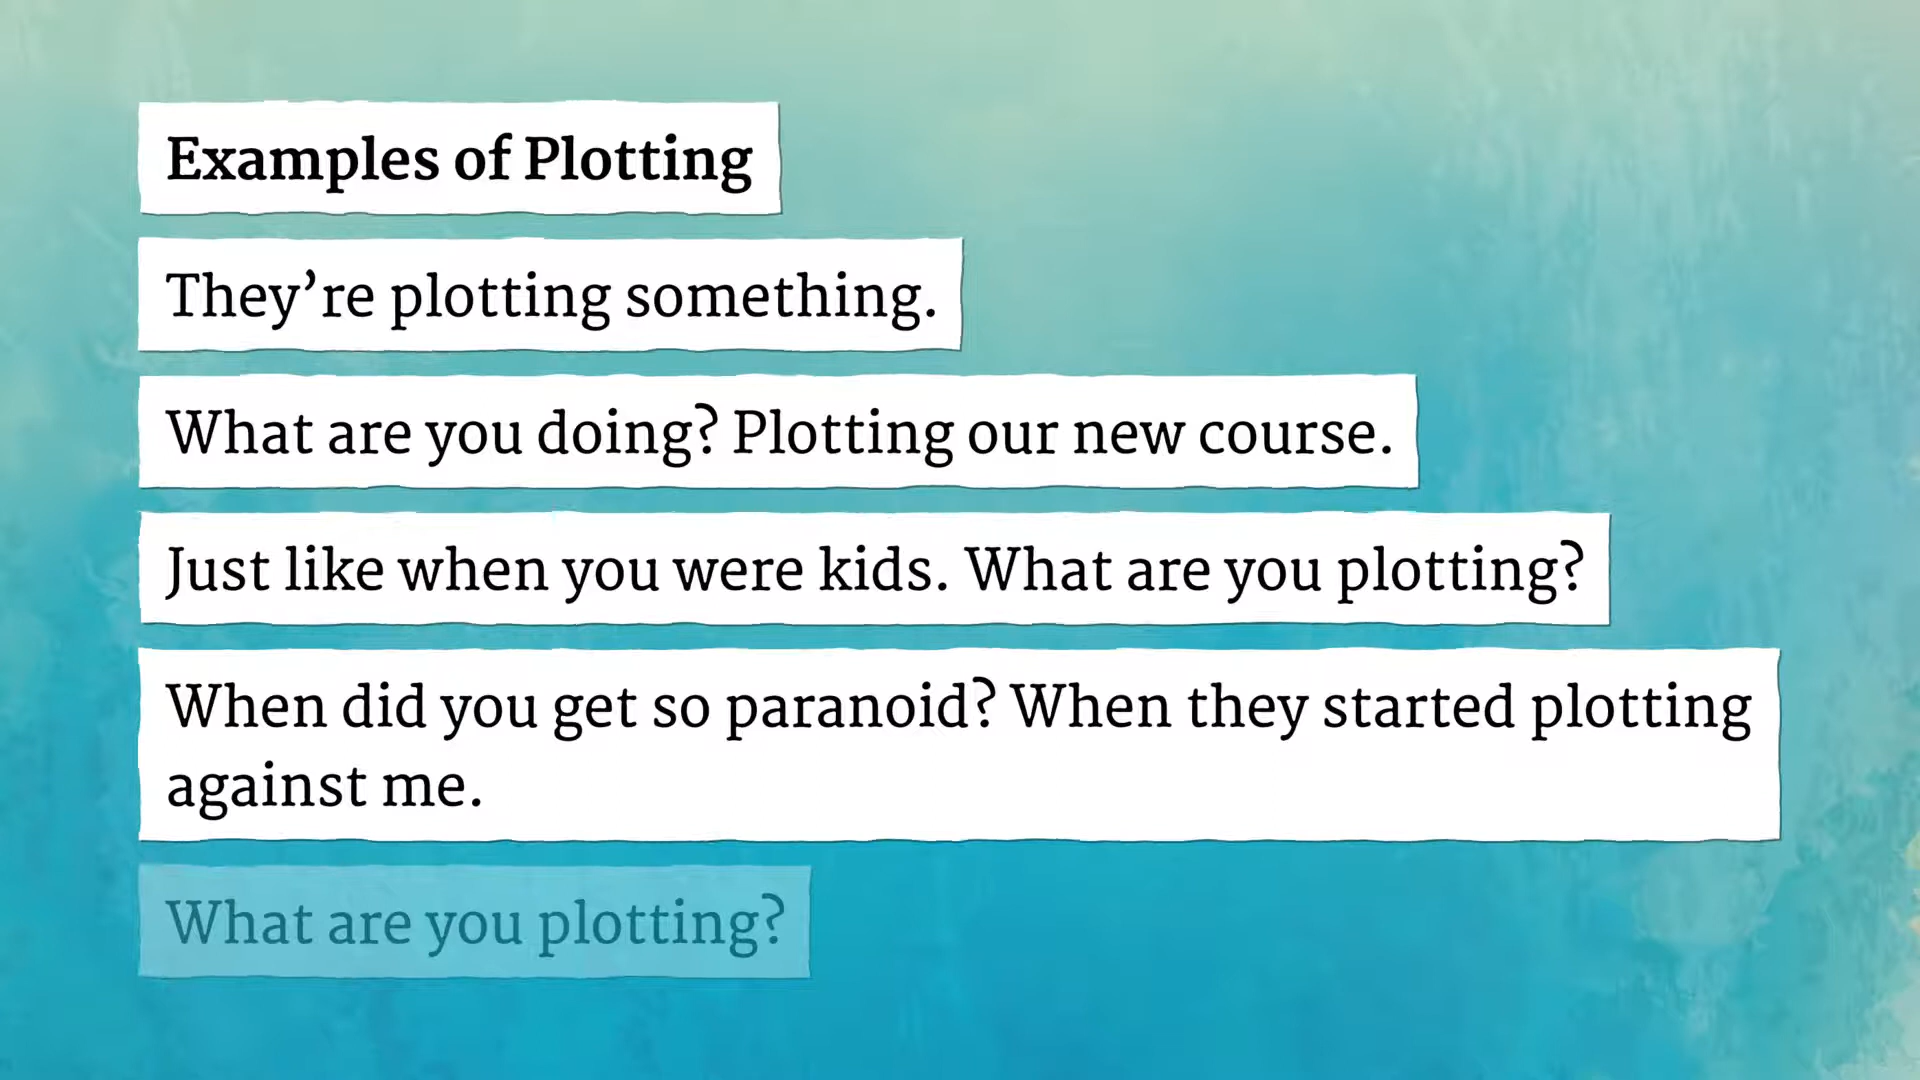 Examples of Plotting
They’re plotting something.
What are you doing? Plotting our new course.
Just like when you were kids. What are you plotting?
When did you get so paranoid? When they started plotting
against me.
What are you plotting?